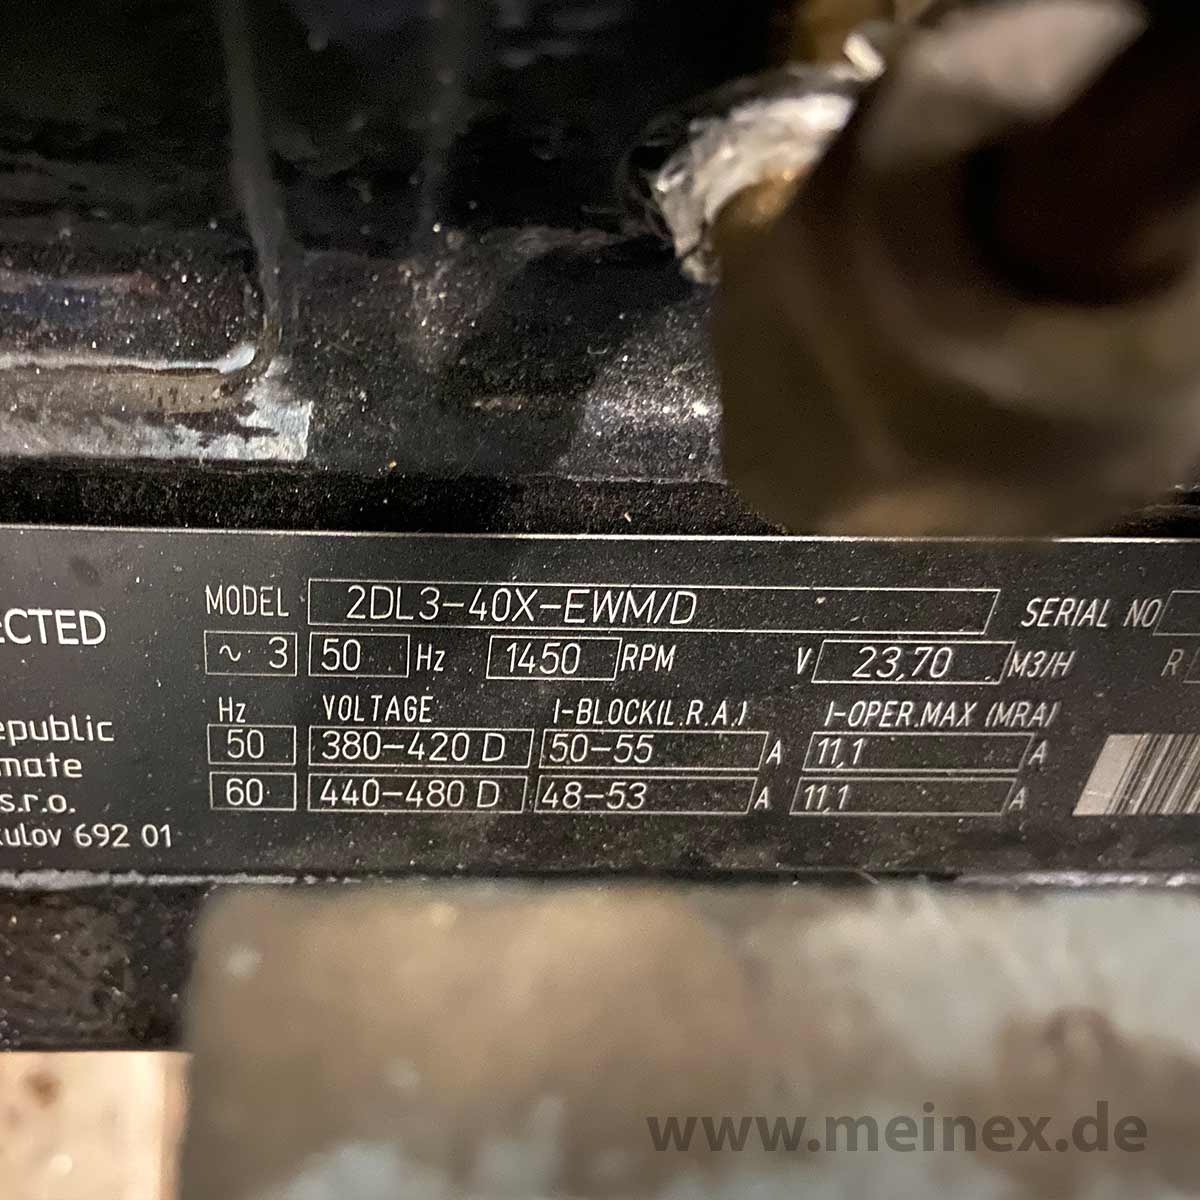 MODEL 2DL3-40X-EWM/D SERIAL NO
CTED
~ 3 50 Hz 1450 RPM V 23,70 M3/H R
Hz VOLTAGE I-BLOCK(L.R.A.) I-OPER.MAX (MRA)
50 380-420 D 50-55 A 11,1 A
60 440-480 D 48-53 A 11,1 A
epublic
mate
s.r.o.
kulov 692 01
www.meinex.de